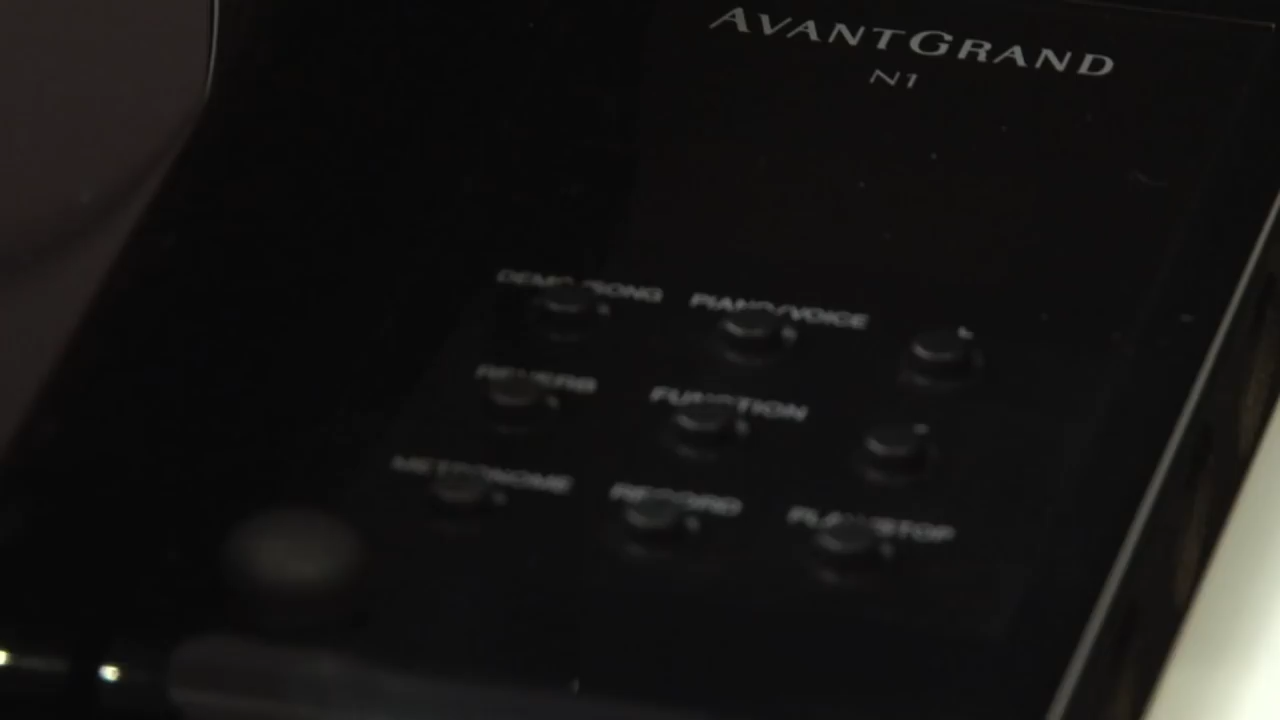 AVANTGRAND
N1
DEMO/SONG PIANO/VOICE +
REVERB FUNCTION -
METRONOME RECORD PLAY/STOP